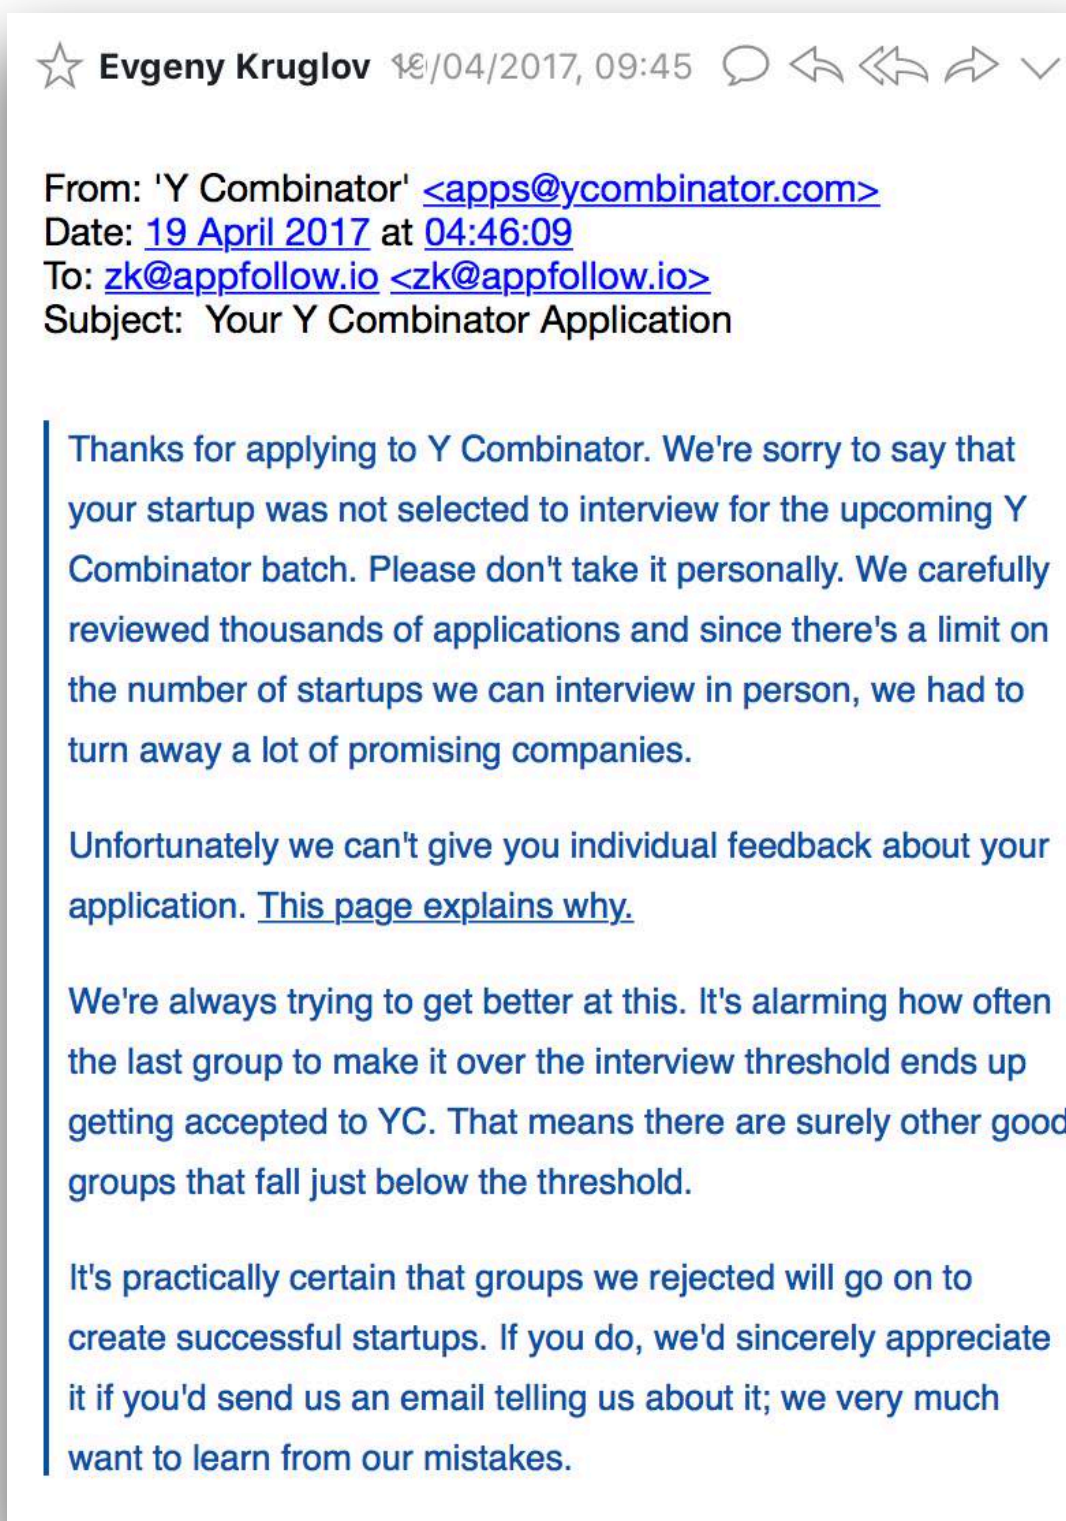 Evgeny Kruglov /04/2017, 09:45
From: 'Y Combinator' <apps@ycombinator.com>
Date: 19 April 2017 at 04:46:09
To: zk@appfollow.io <zk@appfollow.io>
Subject: Your Y Combinator Application
Thanks for applying to Y Combinator. We're sorry to say that
your startup was not selected to interview for the upcoming Y
Combinator batch. Please don't take it personally. We carefully
reviewed thousands of applications and since there's a limit on
the number of startups we can interview in person, we had to
turn away a lot of promising companies.
Unfortunately we can't give you individual feedback about your
application. This page explains why.
We're always trying to get better at this. It's alarming how often
the last group to make it over the interview threshold ends up
getting accepted to YC. That means there are surely other good
groups that fall just below the threshold.
It's practically certain that groups we rejected will go on to
create successful startups. If you do, we'd sincerely appreciate
it if you'd send us an email telling us about it; we very much
want to learn from our mistakes.